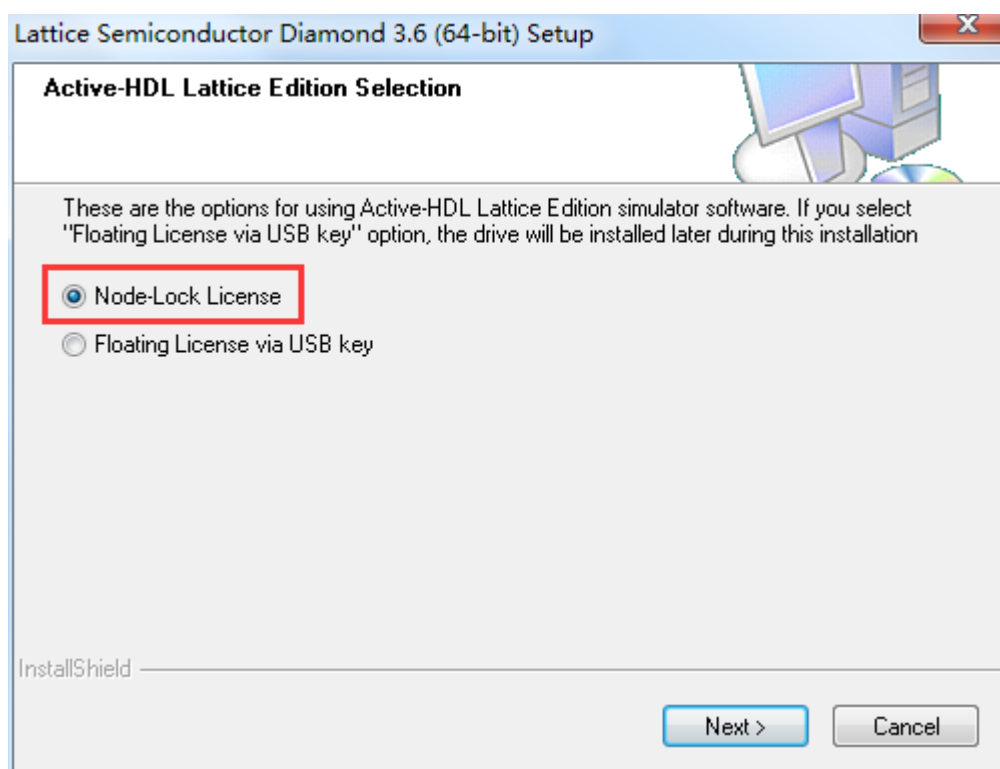 Lattice Semiconductor Diamond 3.6 (64-bit) Setup
Active-HDL Lattice Edition Selection
These are the options for using Active-HDL Lattice Edition simulator software. If you select
"Floating License via USB key" option, the drive will be installed later during this installation
Node-Lock License
Floating License via USB key
InstallShield
Next >
Cancel